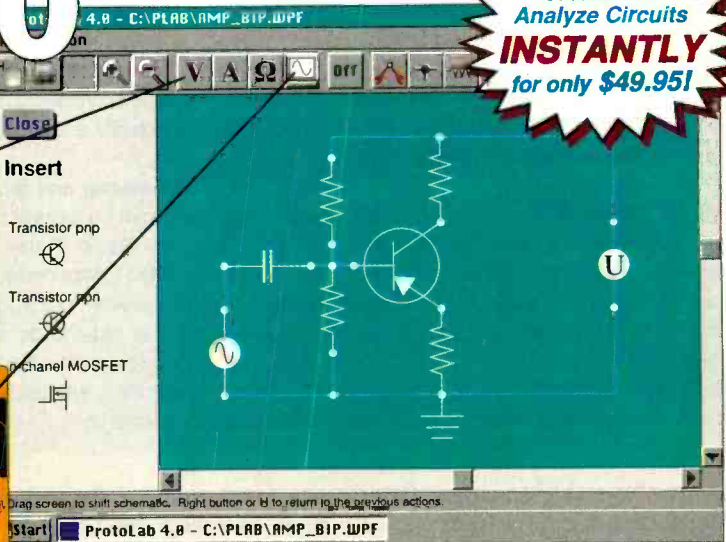 4.0 - C:\PLAB\AMP_BIP.WPF
Analyze Circuits
INSTANTLY
for only $49.95!
V A Ω Off
Close
Insert
Transistor pnp
Transistor npn
n-chanel MOSFET
U
Drag screen to shift schematic. Right button or H to return to the previous actions.
Start ProtoLab 4.0 - C:\PLAB\AMP_BIP.WPF